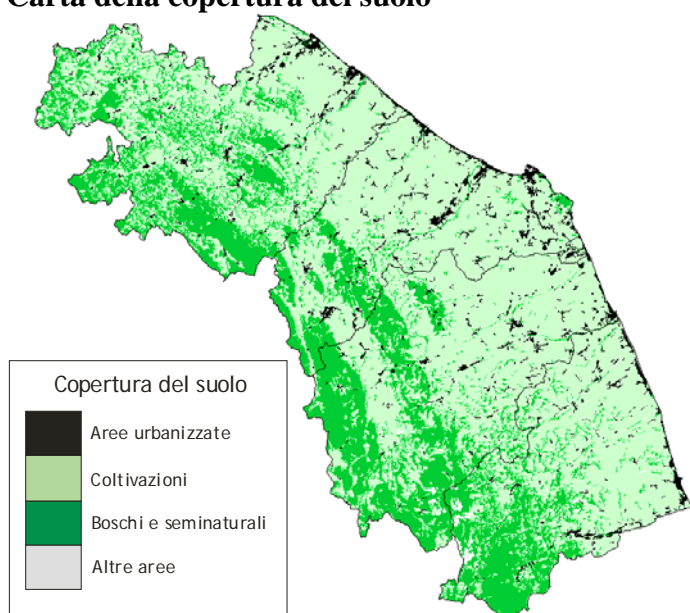 Carta della copertura del suolo
Copertura del suolo
Aree urbanizzate
Coltivazioni
Boschi e seminaturali
Altre aree